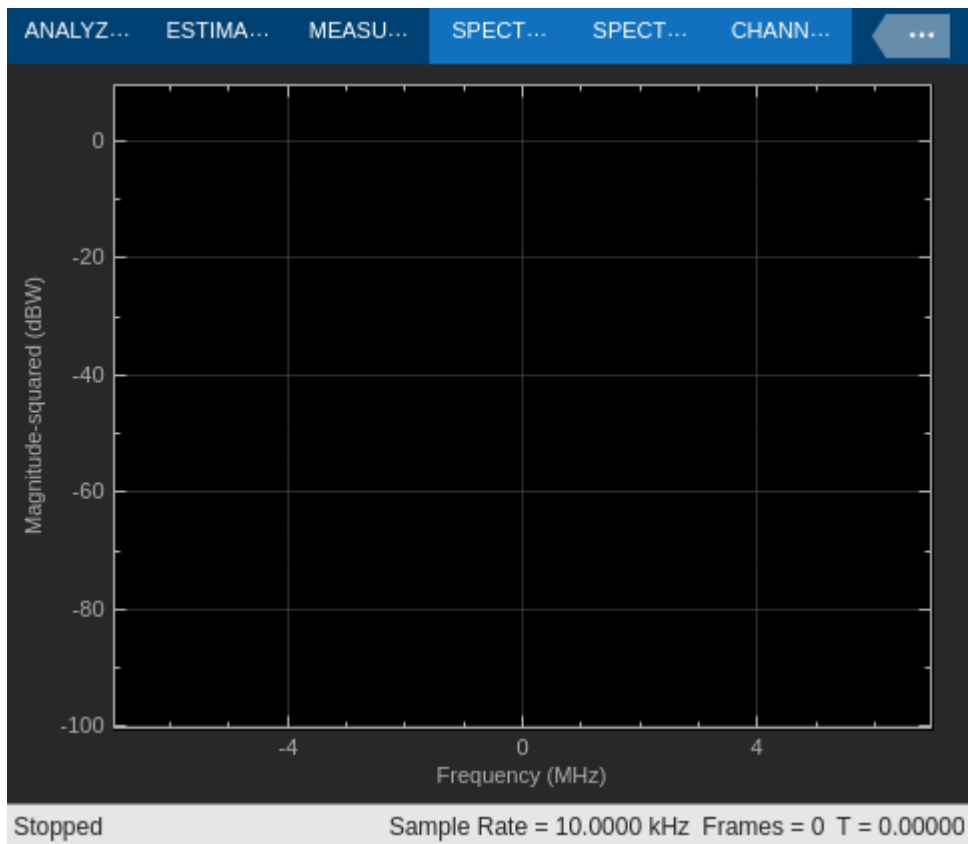 ANALYZ... ESTIMA... MEASU... SPECT... SPECT... CHANN... ...
0
-20
-40
-60
-80
-100
Magnitude-squared (dBW)
-4 0 4
Frequency (MHz)
Stopped Sample Rate = 10.0000 kHz Frames = 0 T = 0.00000